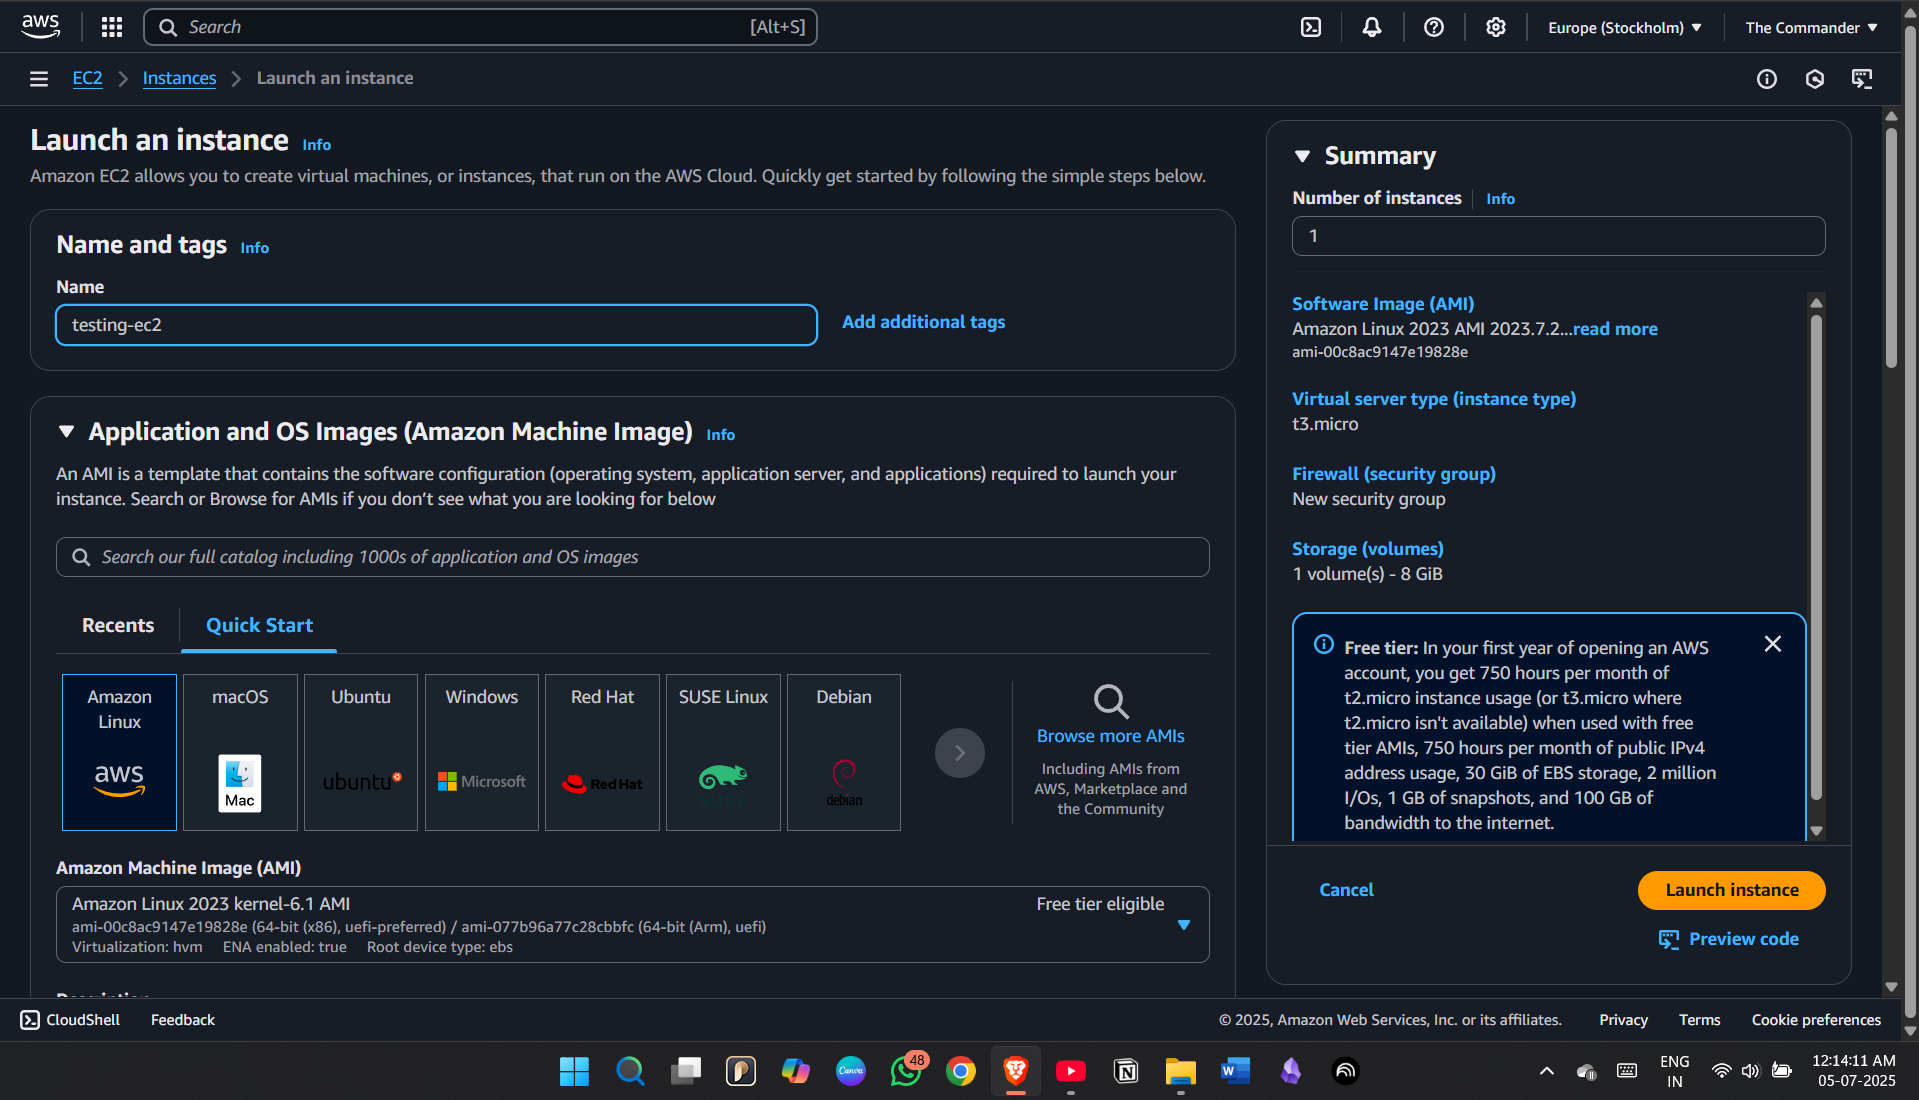 aws
Search [Alt+S]
Europe (Stockholm)
The Commander
EC2
Instances
Launch an instance
Launch an instance Info
Amazon EC2 allows you to create virtual machines, or instances, that run on the AWS Cloud. Quickly get started by following the simple steps below.
Name and tags Info
Name
testing-ec2
Add additional tags
Application and OS Images (Amazon Machine Image) Info
An AMI is a template that contains the software configuration (operating system, application server, and applications) required to launch your
instance. Search or Browse for AMIs if you don’t see what you are looking for below
Search our full catalog including 1000s of application and OS images
Recents
Quick Start
Amazon
Linux
aws
macOS
Mac
Ubuntu
ubuntu
Windows
Microsoft
Red Hat
Red Hat
SUSE Linux
SUSE
Debian
debian
Browse more AMIs
Including AMIs from
AWS, Marketplace and
the Community
Amazon Machine Image (AMI)
Amazon Linux 2023 kernel-6.1 AMI
Free tier eligible
ami-00c8ac9147e19828e (64-bit (x86), uefi-preferred) / ami-077b96a77c28cbbfc (64-bit (Arm), uefi)
Virtualization: hvm ENA enabled: true Root device type: ebs
Description
Summary
Number of instances Info
1
Software Image (AMI)
Amazon Linux 2023 AMI 2023.7.2...read more
ami-00c8ac9147e19828e
Virtual server type (instance type)
t3.micro
Firewall (security group)
New security group
Storage (volumes)
1 volume(s) - 8 GiB
Free tier: In your first year of opening an AWS
account, you get 750 hours per month of
t2.micro instance usage (or t3.micro where
t2.micro isn't available) when used with free
tier AMIs, 750 hours per month of public IPv4
address usage, 30 GiB of EBS storage, 2 million
I/Os, 1 GB of snapshots, and 100 GB of
bandwidth to the internet.
Cancel
Launch instance
Preview code
CloudShell
Feedback
© 2025, Amazon Web Services, Inc. or its affiliates.
Privacy
Terms
Cookie preferences
Canva
48
ENG
IN
12:14:11 AM
05-07-2025